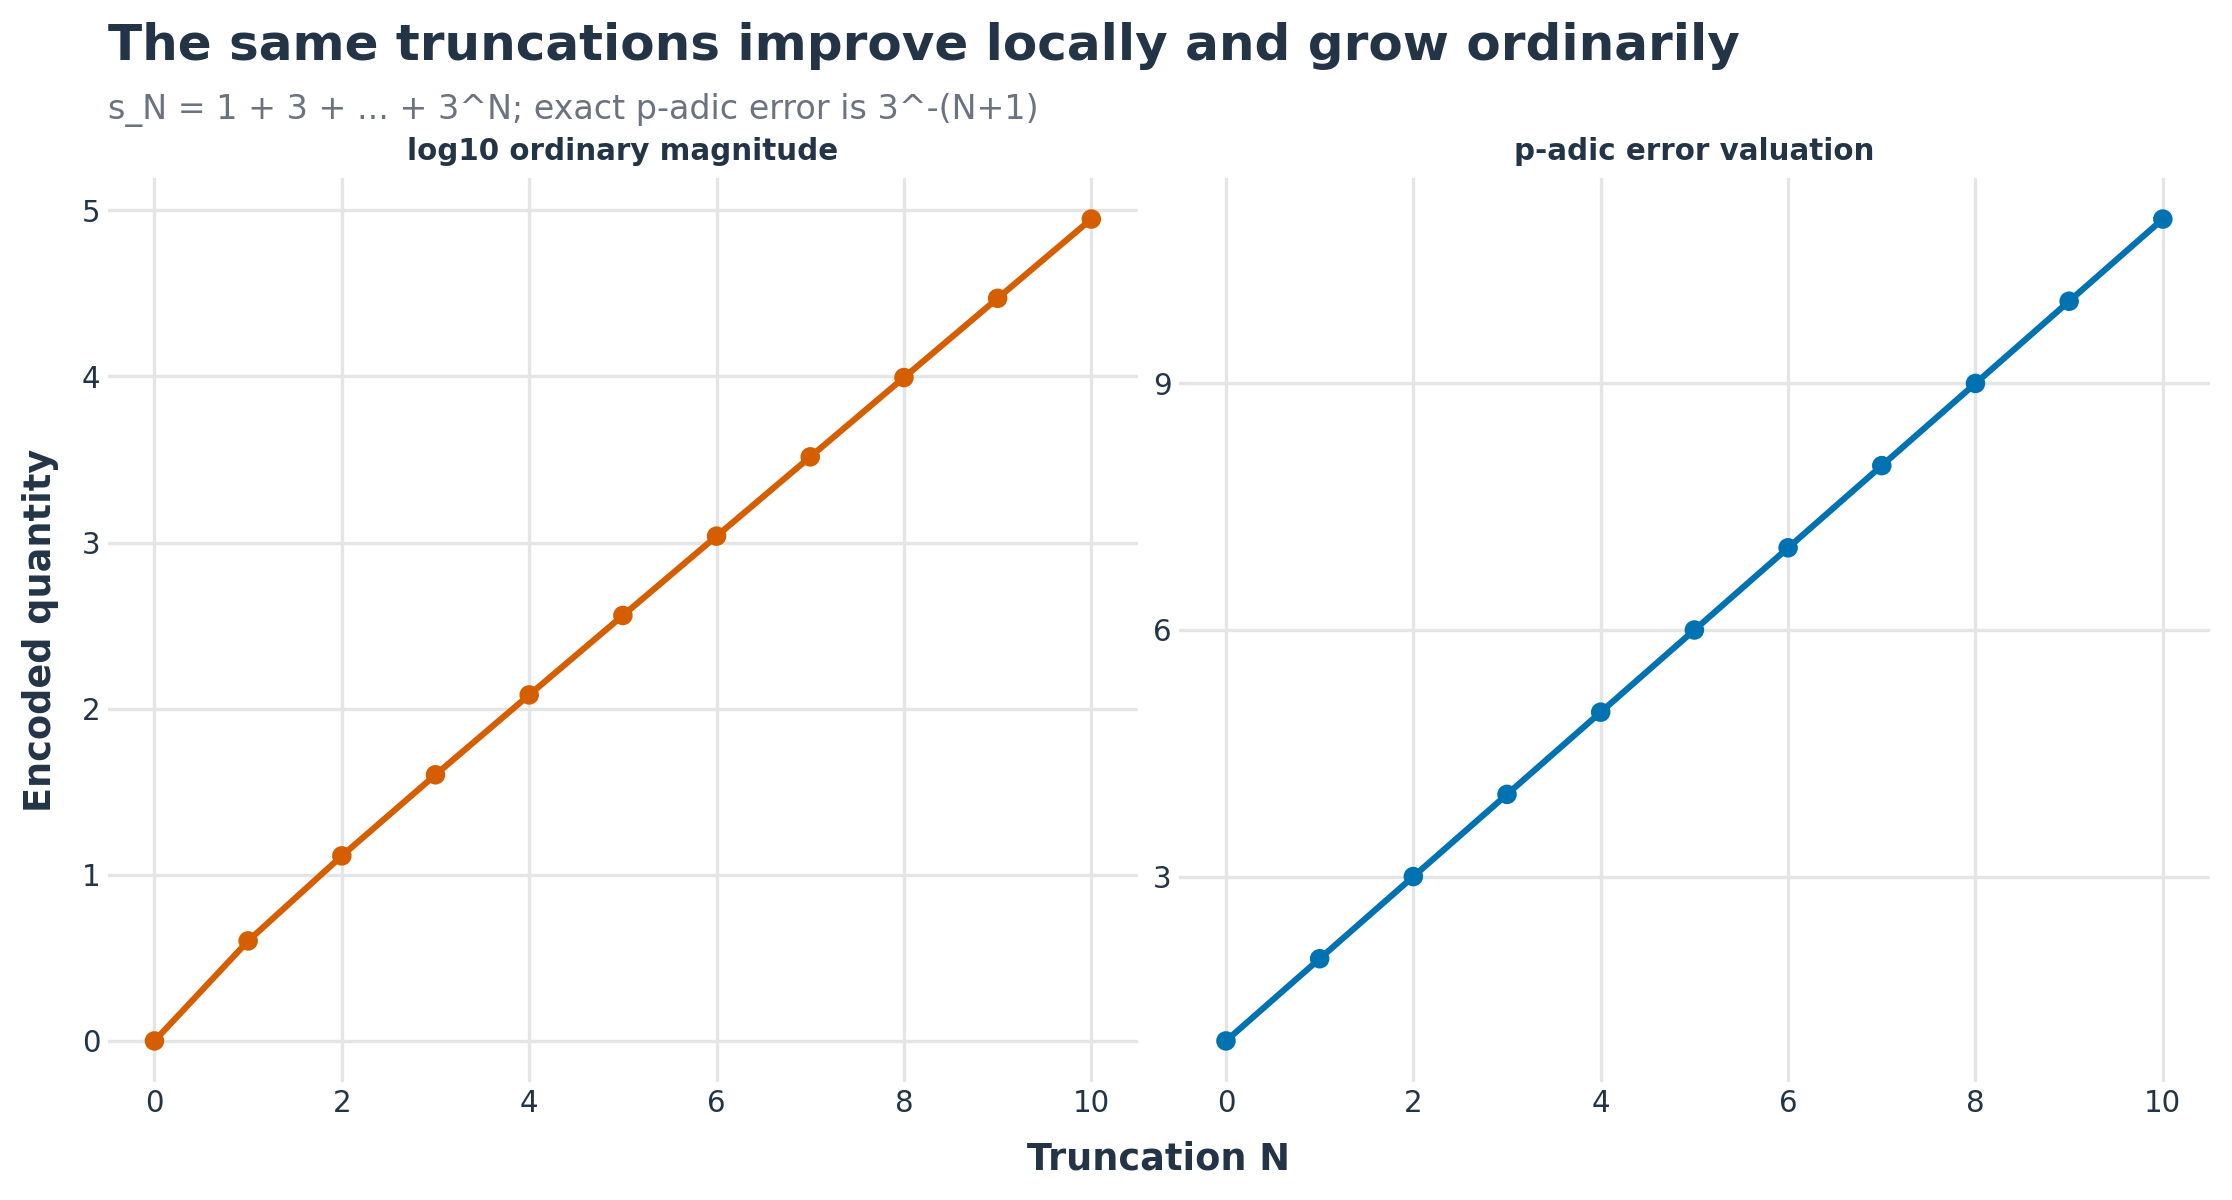 The same truncations improve locally and grow ordinarily
s_N = 1 + 3 + ... + 3^N; exact p-adic error is 3^-(N+1)
log10 ordinary magnitude
p-adic error valuation
Encoded quantity
5
4
3
2
1
0
9
6
3
0 2 4 6 8 10
0 2 4 6 8 10
Truncation N